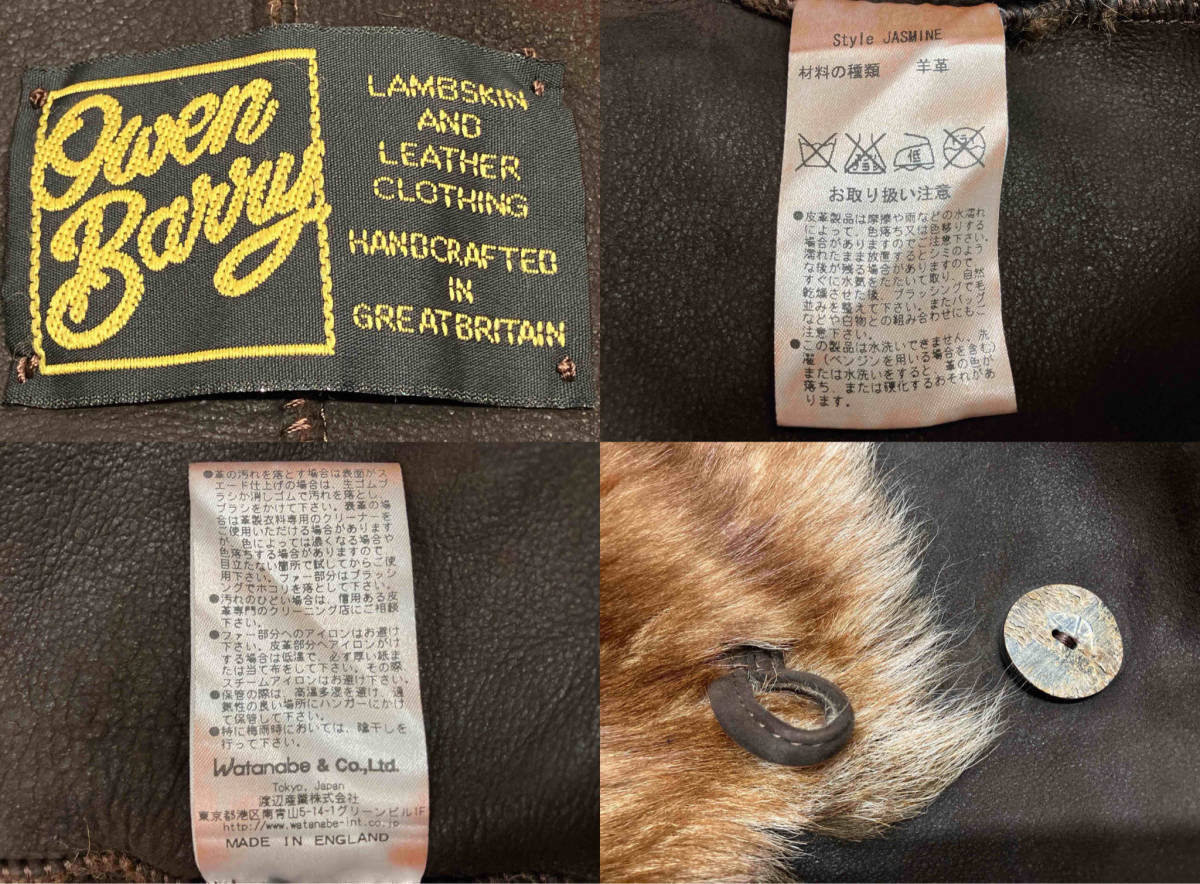 Owen
Barry
LAMBSKIN
AND
LEATHER
CLOTHING
HANDCRAFTED
IN
GREAT BRITAIN
Style JASMINE
材料の種類 羊革
エンソ
低
お取り扱い注意
●皮革製品は摩擦や雨などの水濡れ
によって、色落ち又は色移りする
場合がありますのでご注意下さい。
濡れたまま放置するとシミのよう
な後が残る場合がありますので、
すぐに水気をたたいて取り、自然
乾燥させた後、ブラッシングで毛
並みを整えて下さい。またバッグ
などや白物との組み合わせにもご
注意下さい。
●この製品は水洗いできません。洗
濯（ベンジンを用いる場合を含む）
または水洗いをすると、革の色が
落ち、または硬化するおそれがあ
ります。
●革の汚れを落とす場合は表面がス
エード仕上げの場合は、生ゴムブ
ラシか消しゴムで汚れを落とし、
ブラシをかけて下さい。表革の場
合は革製衣料専用のクリーナーを
ご使用いただける場合があります
が、色によっては濃くなる場合や
色落ちする場合がありますので、
目立たない箇所で試してからご使
用下さい。ファー部分はブラッシ
ングでホコリを落として下さい。
●汚れのひどい場合は、信用ある皮
革専門のクリーニング店にご相談
下さい。
●ファー部分へのアイロンはお避け
下さい。皮革部分へアイロンがけ
する場合は低温で、必ず厚い紙ま
たは当て布をして下さい。その際
スチームアイロンはお避け下さい。
●保管の際は、高温多湿を避け、通
気性の良い場所にハンガーにかけ
て保管して下さい。
●特に梅雨時においては、陰干しを
行って下さい。
Watanabe & Co.,Ltd.
Tokyo, Japan
渡辺産業株式会社
東京都港区南青山5-14-1グリーンビル1F
http://www.watanabe-int.co.jp
MADE IN ENGLAND